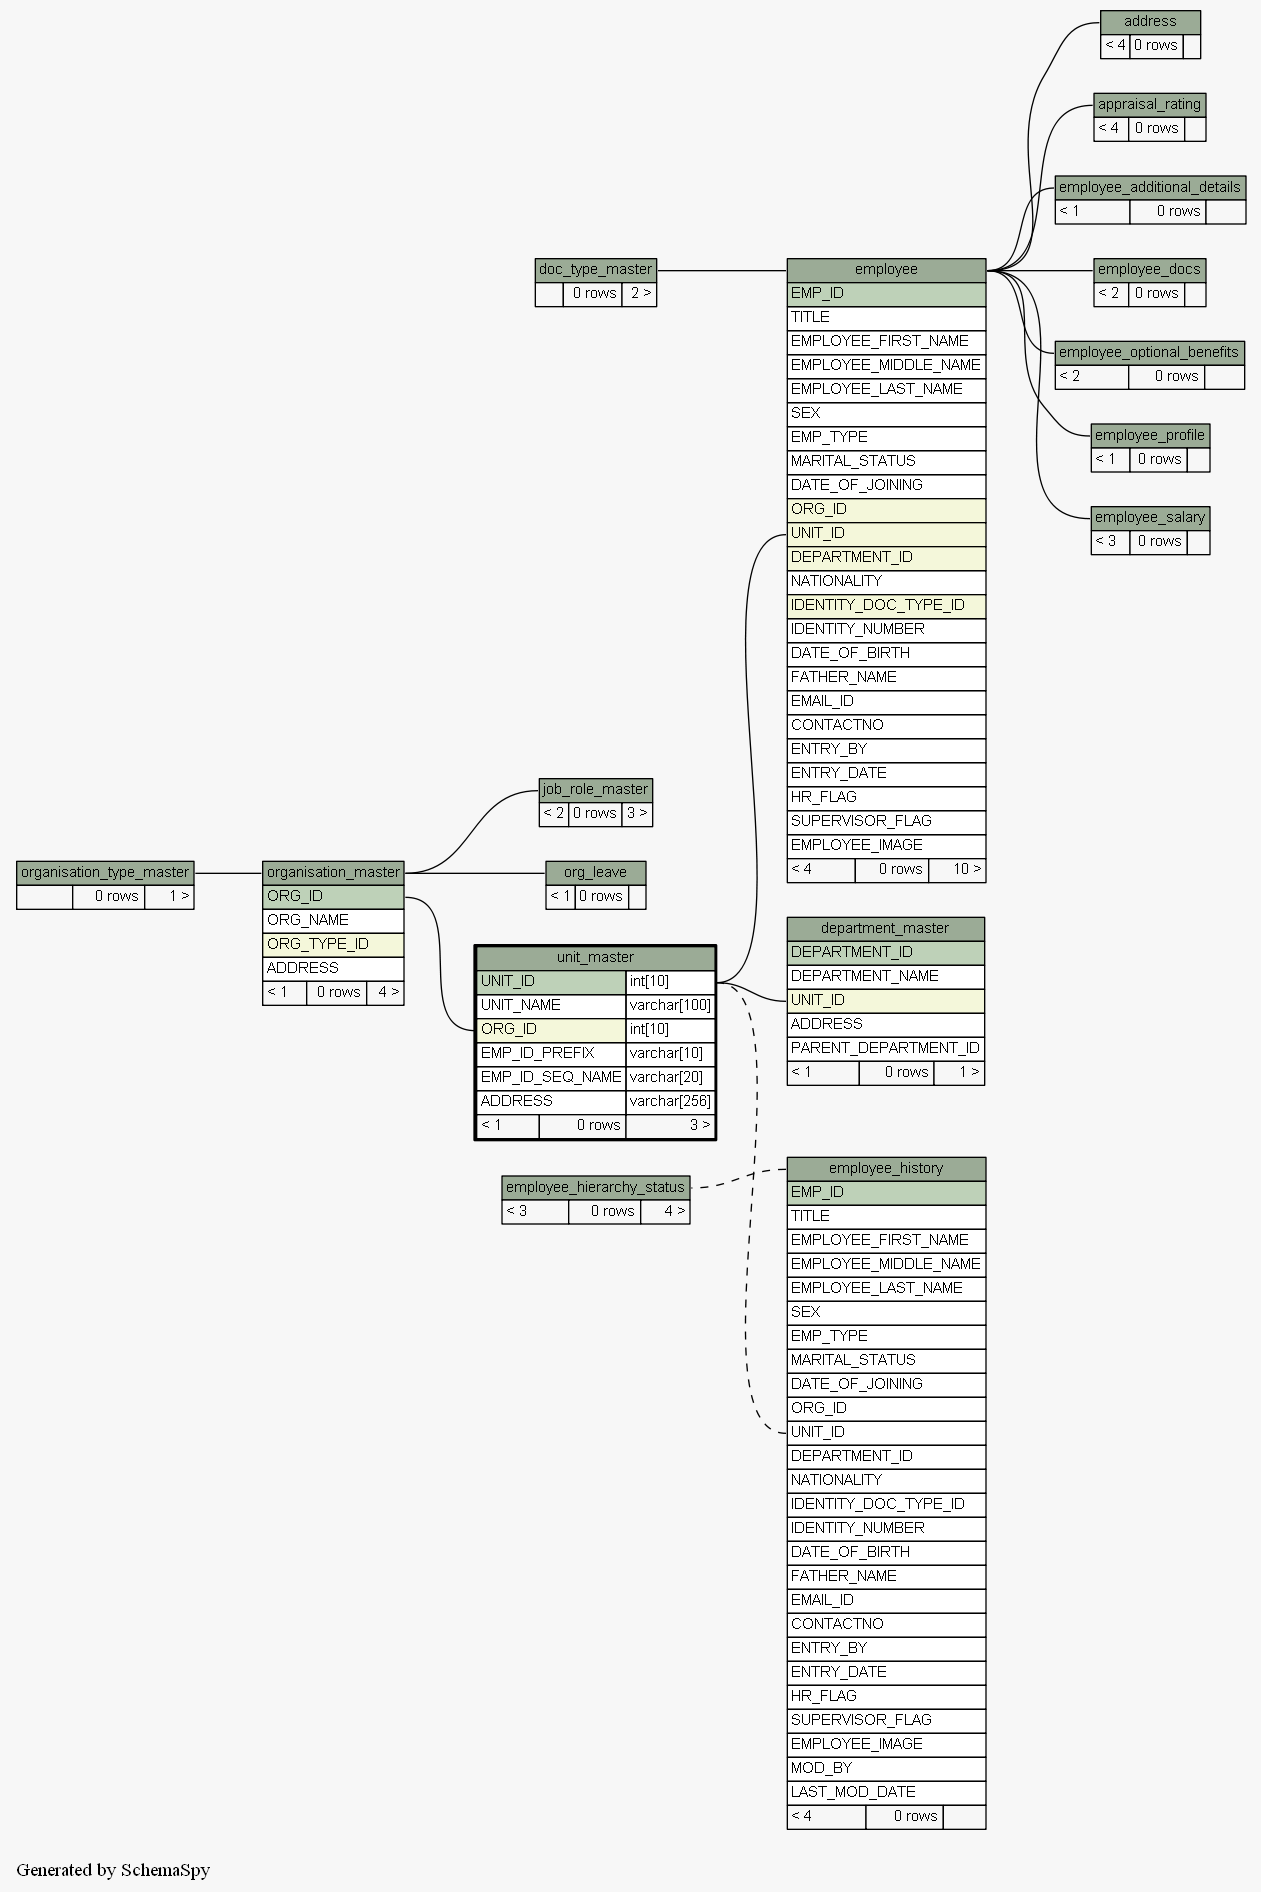 address
< 4 0 rows
appraisal_rating
< 4 0 rows
employee_additional_details
< 1 0 rows
doc_type_master
0 rows 2 >
employee_docs
< 2 0 rows
employee_optional_benefits
< 2 0 rows
employee_profile
< 1 0 rows
employee_salary
< 3 0 rows
employee
EMP_ID
TITLE
EMPLOYEE_FIRST_NAME
EMPLOYEE_MIDDLE_NAME
EMPLOYEE_LAST_NAME
SEX
EMP_TYPE
MARITAL_STATUS
DATE_OF_JOINING
ORG_ID
UNIT_ID
DEPARTMENT_ID
NATIONALITY
IDENTITY_DOC_TYPE_ID
IDENTITY_NUMBER
DATE_OF_BIRTH
FATHER_NAME
EMAIL_ID
CONTACTNO
ENTRY_BY
ENTRY_DATE
HR_FLAG
SUPERVISOR_FLAG
EMPLOYEE_IMAGE
< 4 0 rows 10 >
job_role_master
< 2 0 rows 3 >
organisation_type_master
0 rows 1 >
organisation_master
ORG_ID
ORG_NAME
ORG_TYPE_ID
ADDRESS
< 1 0 rows 4 >
org_leave
< 1 0 rows
unit_master
UNIT_ID int[10]
UNIT_NAME varchar[100]
ORG_ID int[10]
EMP_ID_PREFIX varchar[10]
EMP_ID_SEQ_NAME varchar[20]
ADDRESS varchar[256]
< 1 0 rows 3 >
department_master
DEPARTMENT_ID
DEPARTMENT_NAME
UNIT_ID
ADDRESS
PARENT_DEPARTMENT_ID
< 1 0 rows 1 >
employee_hierarchy_status
< 3 0 rows 4 >
employee_history
EMP_ID
TITLE
EMPLOYEE_FIRST_NAME
EMPLOYEE_MIDDLE_NAME
EMPLOYEE_LAST_NAME
SEX
EMP_TYPE
MARITAL_STATUS
DATE_OF_JOINING
ORG_ID
UNIT_ID
DEPARTMENT_ID
NATIONALITY
IDENTITY_DOC_TYPE_ID
IDENTITY_NUMBER
DATE_OF_BIRTH
FATHER_NAME
EMAIL_ID
CONTACTNO
ENTRY_BY
ENTRY_DATE
HR_FLAG
SUPERVISOR_FLAG
EMPLOYEE_IMAGE
MOD_BY
LAST_MOD_DATE
< 4 0 rows
Generated by SchemaSpy